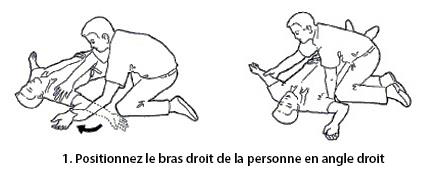 1. Positionnez le bras droit de la personne en angle droit